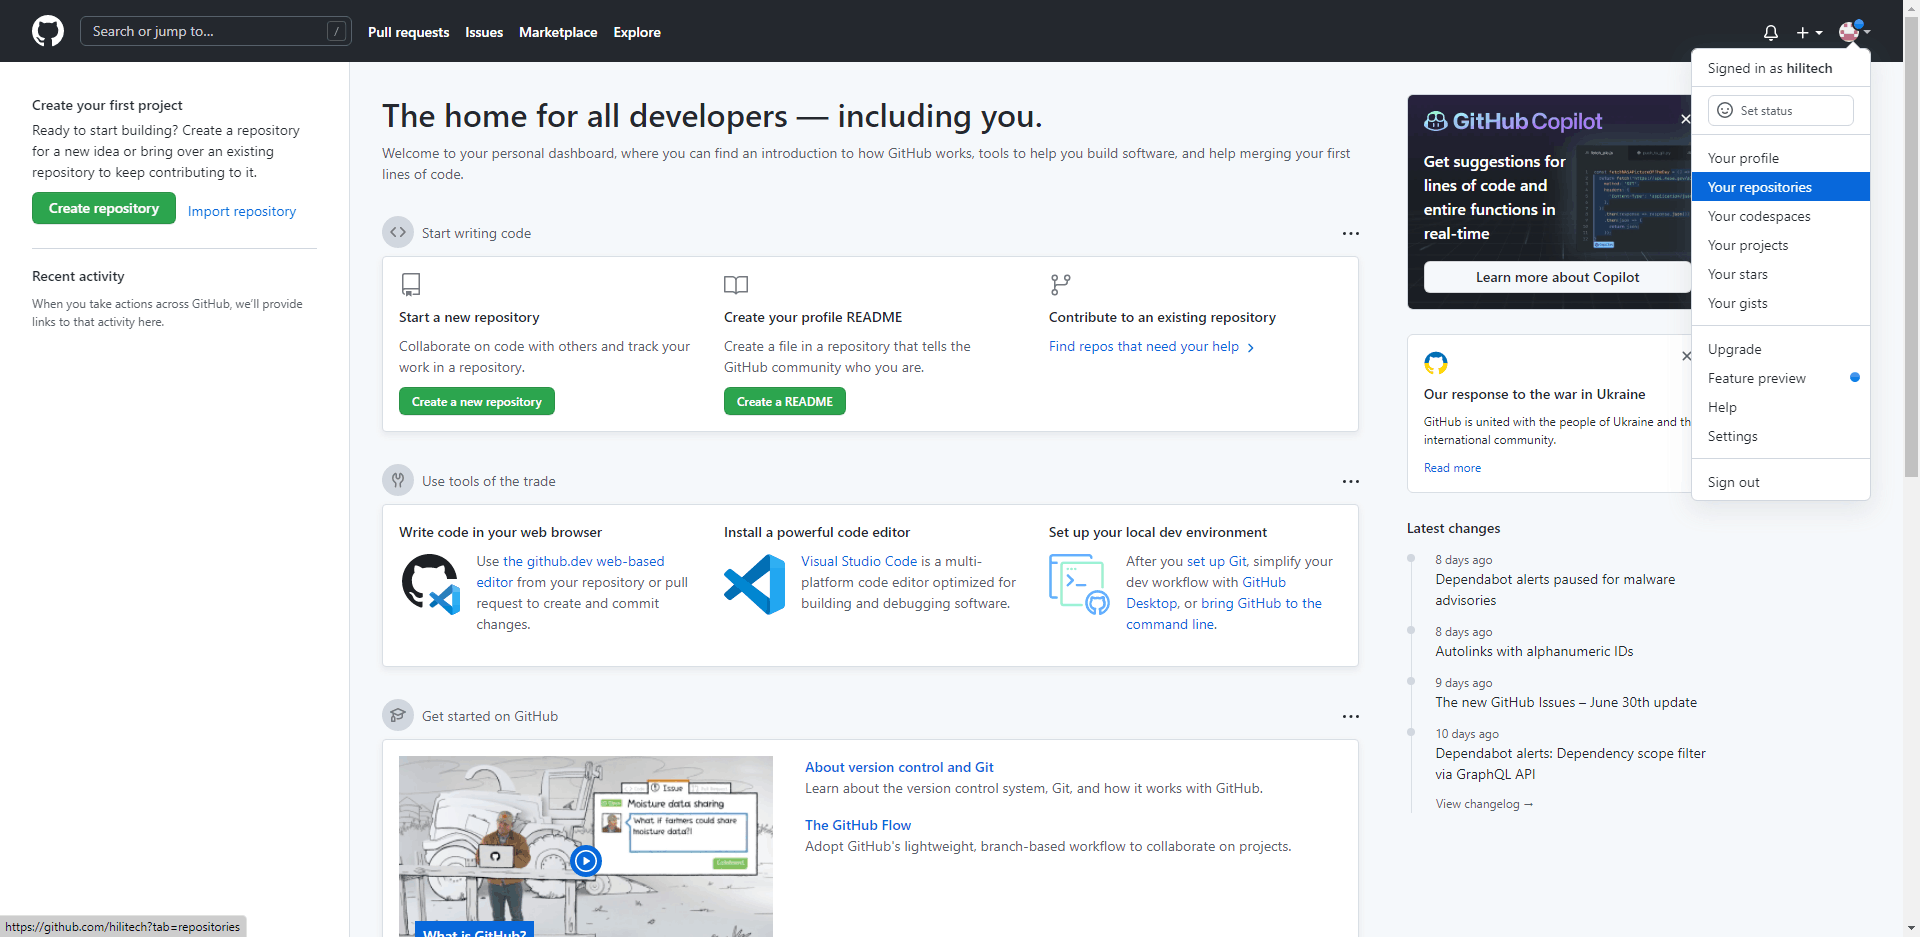 Search or jump to...
/
Pull requests
Issues
Marketplace
Explore
Create your first project
Ready to start building? Create a repository
for a new idea or bring over an existing
repository to keep contributing to it.
Create repository
Import repository
Recent activity
When you take actions across GitHub, we'll provide
links to that activity here.
The home for all developers — including you.
Welcome to your personal dashboard, where you can find an introduction to how GitHub works, tools to help you build software, and help merging your first
lines of code.
Start writing code
Start a new repository
Collaborate on code with others and track your
work in a repository.
Create a new repository
Create your profile README
Create a file in a repository that tells the
GitHub community who you are.
Create a README
Contribute to an existing repository
Find repos that need your help
Use tools of the trade
Write code in your web browser
Use the github.dev web-based
editor from your repository or pull
request to create and commit
changes.
Install a powerful code editor
Visual Studio Code is a multi-
platform code editor optimized for
building and debugging software.
Set up your local dev environment
After you set up Git, simplify your
dev workflow with GitHub
Desktop, or bring GitHub to the
command line.
Get started on GitHub
Issue
Moisture data sharing
What if farmers could share
moisture data?!
Comment
What is GitHub?
About version control and Git
Learn about the version control system, Git, and how it works with GitHub.
The GitHub Flow
Adopt GitHub's lightweight, branch-based workflow to collaborate on projects.
GitHub Copilot
Get suggestions for
lines of code and
entire functions in
real-time
Learn more about Copilot
Our response to the war in Ukraine
GitHub is united with the people of Ukraine and th
international community.
Read more
Latest changes
8 days ago
Dependabot alerts paused for malware
advisories
8 days ago
Autolinks with alphanumeric IDs
9 days ago
The new GitHub Issues – June 30th update
10 days ago
Dependabot alerts: Dependency scope filter
via GraphQL API
View changelog →
Signed in as hilitech
Set status
Your profile
Your repositories
Your codespaces
Your projects
Your stars
Your gists
Upgrade
Feature preview
Help
Settings
Sign out
https://github.com/hilitech?tab=repositories